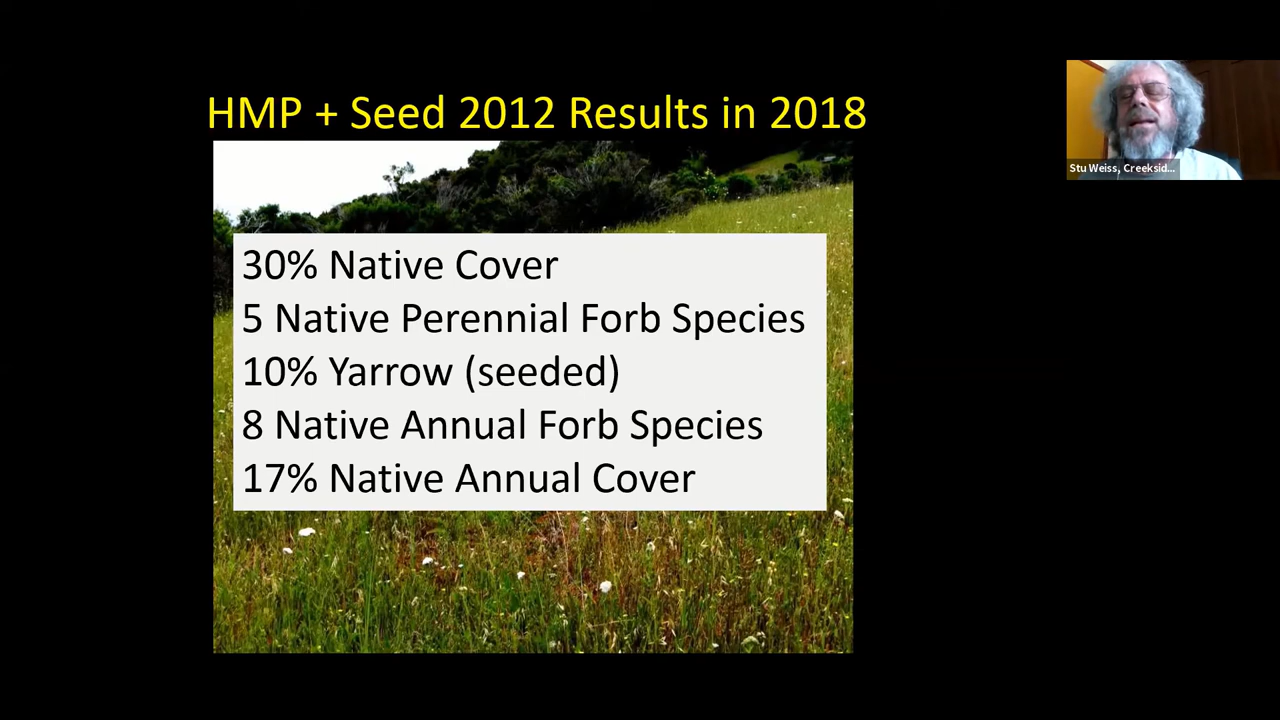 HMP + Seed 2012 Results in 2018
30% Native Cover
5 Native Perennial Forb Species
10% Yarrow (seeded)
8 Native Annual Forb Species
17% Native Annual Cover
Stu Weiss, Creeksid...